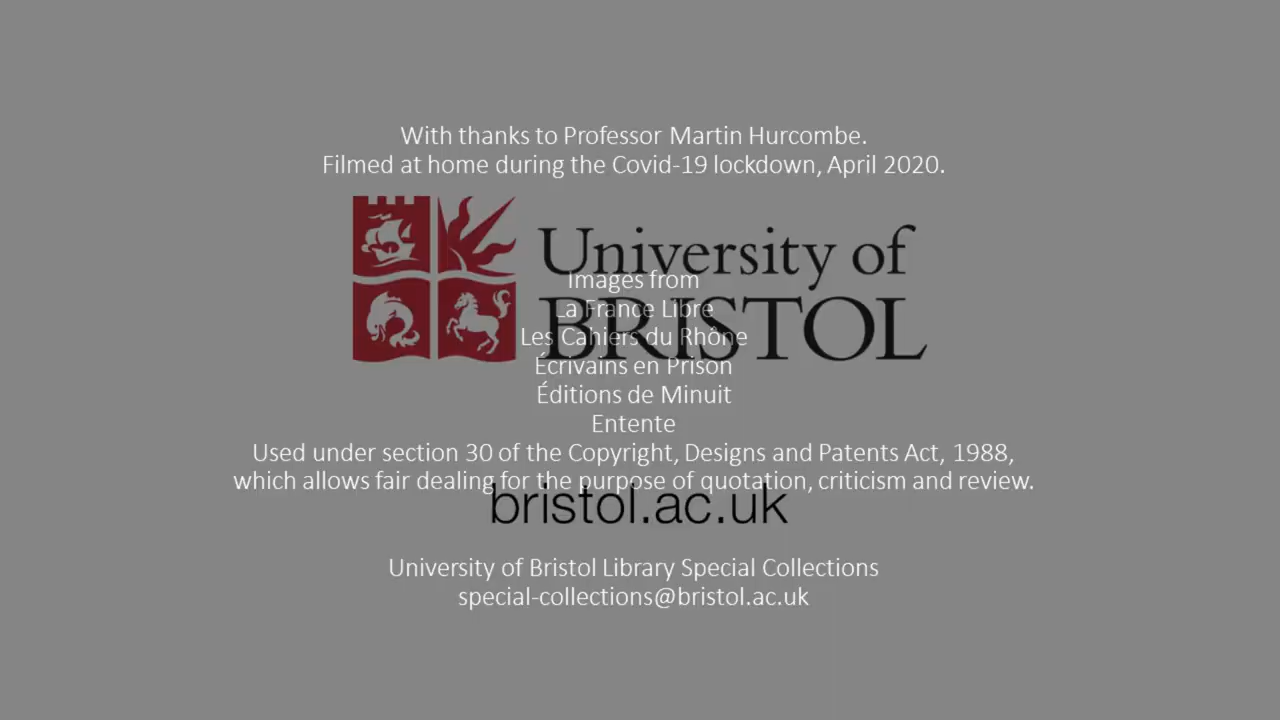 With thanks to Professor Martin Hurcombe.
Filmed at home during the Covid-19 lockdown, April 2020.
University of
BRISTOL
Images from
La France Libre
Les Cahiers du Rhône
Écrivains en Prison
Éditions de Minuit
Entente
Used under section 30 of the Copyright, Designs and Patents Act, 1988,
which allows fair dealing for the purpose of quotation, criticism and review.
bristol.ac.uk
University of Bristol Library Special Collections
special-collections@bristol.ac.uk